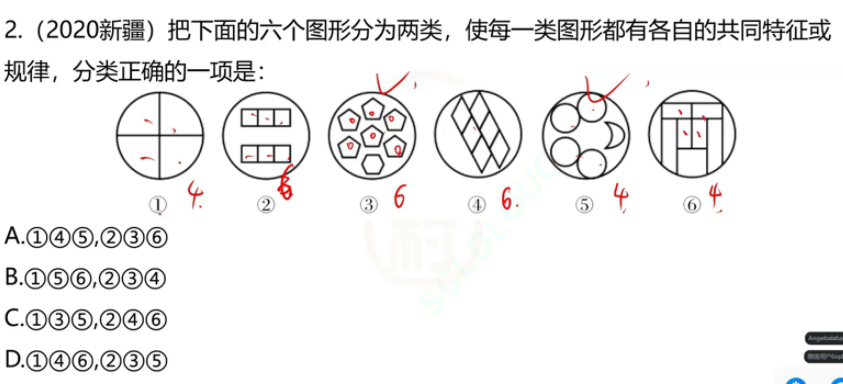 2.（2020新疆）把下面的六个图形分为两类，使每一类图形都有各自的共同特征或
规律，分类正确的一项是：
① 4. ② 6 ③ 6 ④ 6. ⑤ 4 ⑥ 4
A.①④⑤,②③⑥
B.①⑤⑥,②③④
C.①③⑤,②④⑥
D.①④⑥,②③⑤